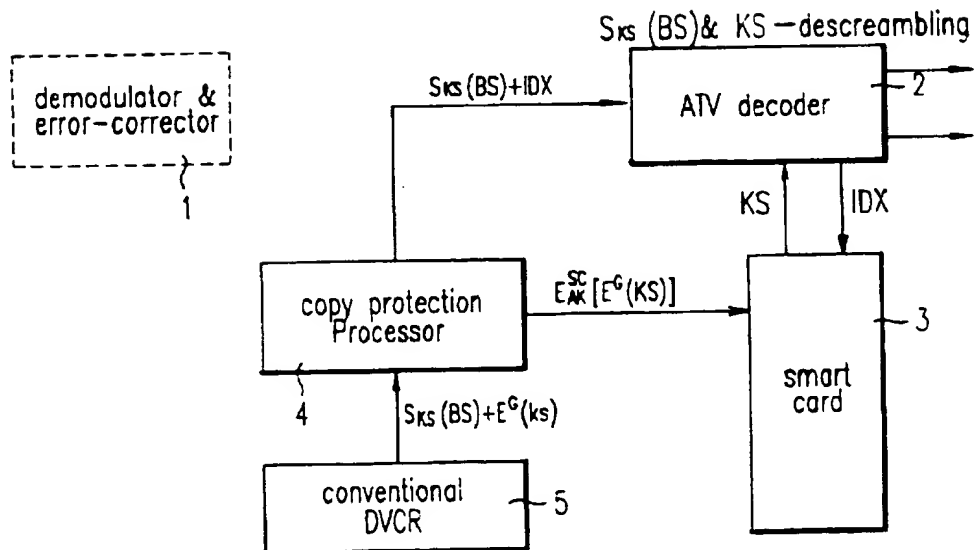 SKS (BS)& KS-descreambling
demodulator &
error-corrector
1
SKS(BS)+IDX
ATV decoder
2
KS
IDX
copy protection
Processor
4
E^SC_AK[E^G(KS)]
smart
card
3
SKS(BS)+E^G(ks)
conventional
DVCR
5